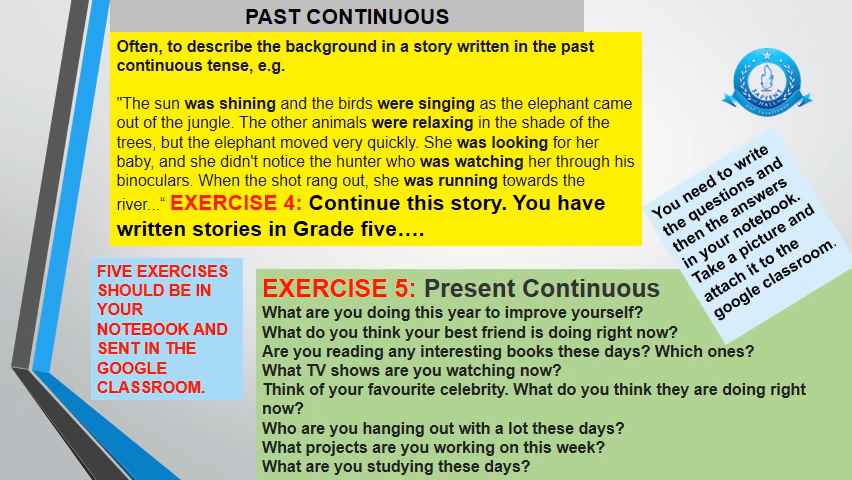 PAST CONTINUOUS
Often, to describe the background in a story written in the past
continuous tense, e.g.
"The sun was shining and the birds were singing as the elephant came
out of the jungle. The other animals were relaxing in the shade of the
trees, but the elephant moved very quickly. She was looking for her
baby, and she didn't notice the hunter who was watching her through his
binoculars. When the shot rang out, she was running towards the
river...“ EXERCISE 4: Continue this story. You have
written stories in Grade five….
SAPIENT
HALL
You need to write
the questions and
then the answers
in your notebook.
Take a picture and
attach it to the
google classroom.
FIVE EXERCISES
SHOULD BE IN
YOUR
NOTEBOOK AND
SENT IN THE
GOOGLE
CLASSROOM.
EXERCISE 5: Present Continuous
What are you doing this year to improve yourself?
What do you think your best friend is doing right now?
Are you reading any interesting books these days? Which ones?
What TV shows are you watching now?
Think of your favourite celebrity. What do you think they are doing right
now?
Who are you hanging out with a lot these days?
What projects are you working on this week?
What are you studying these days?